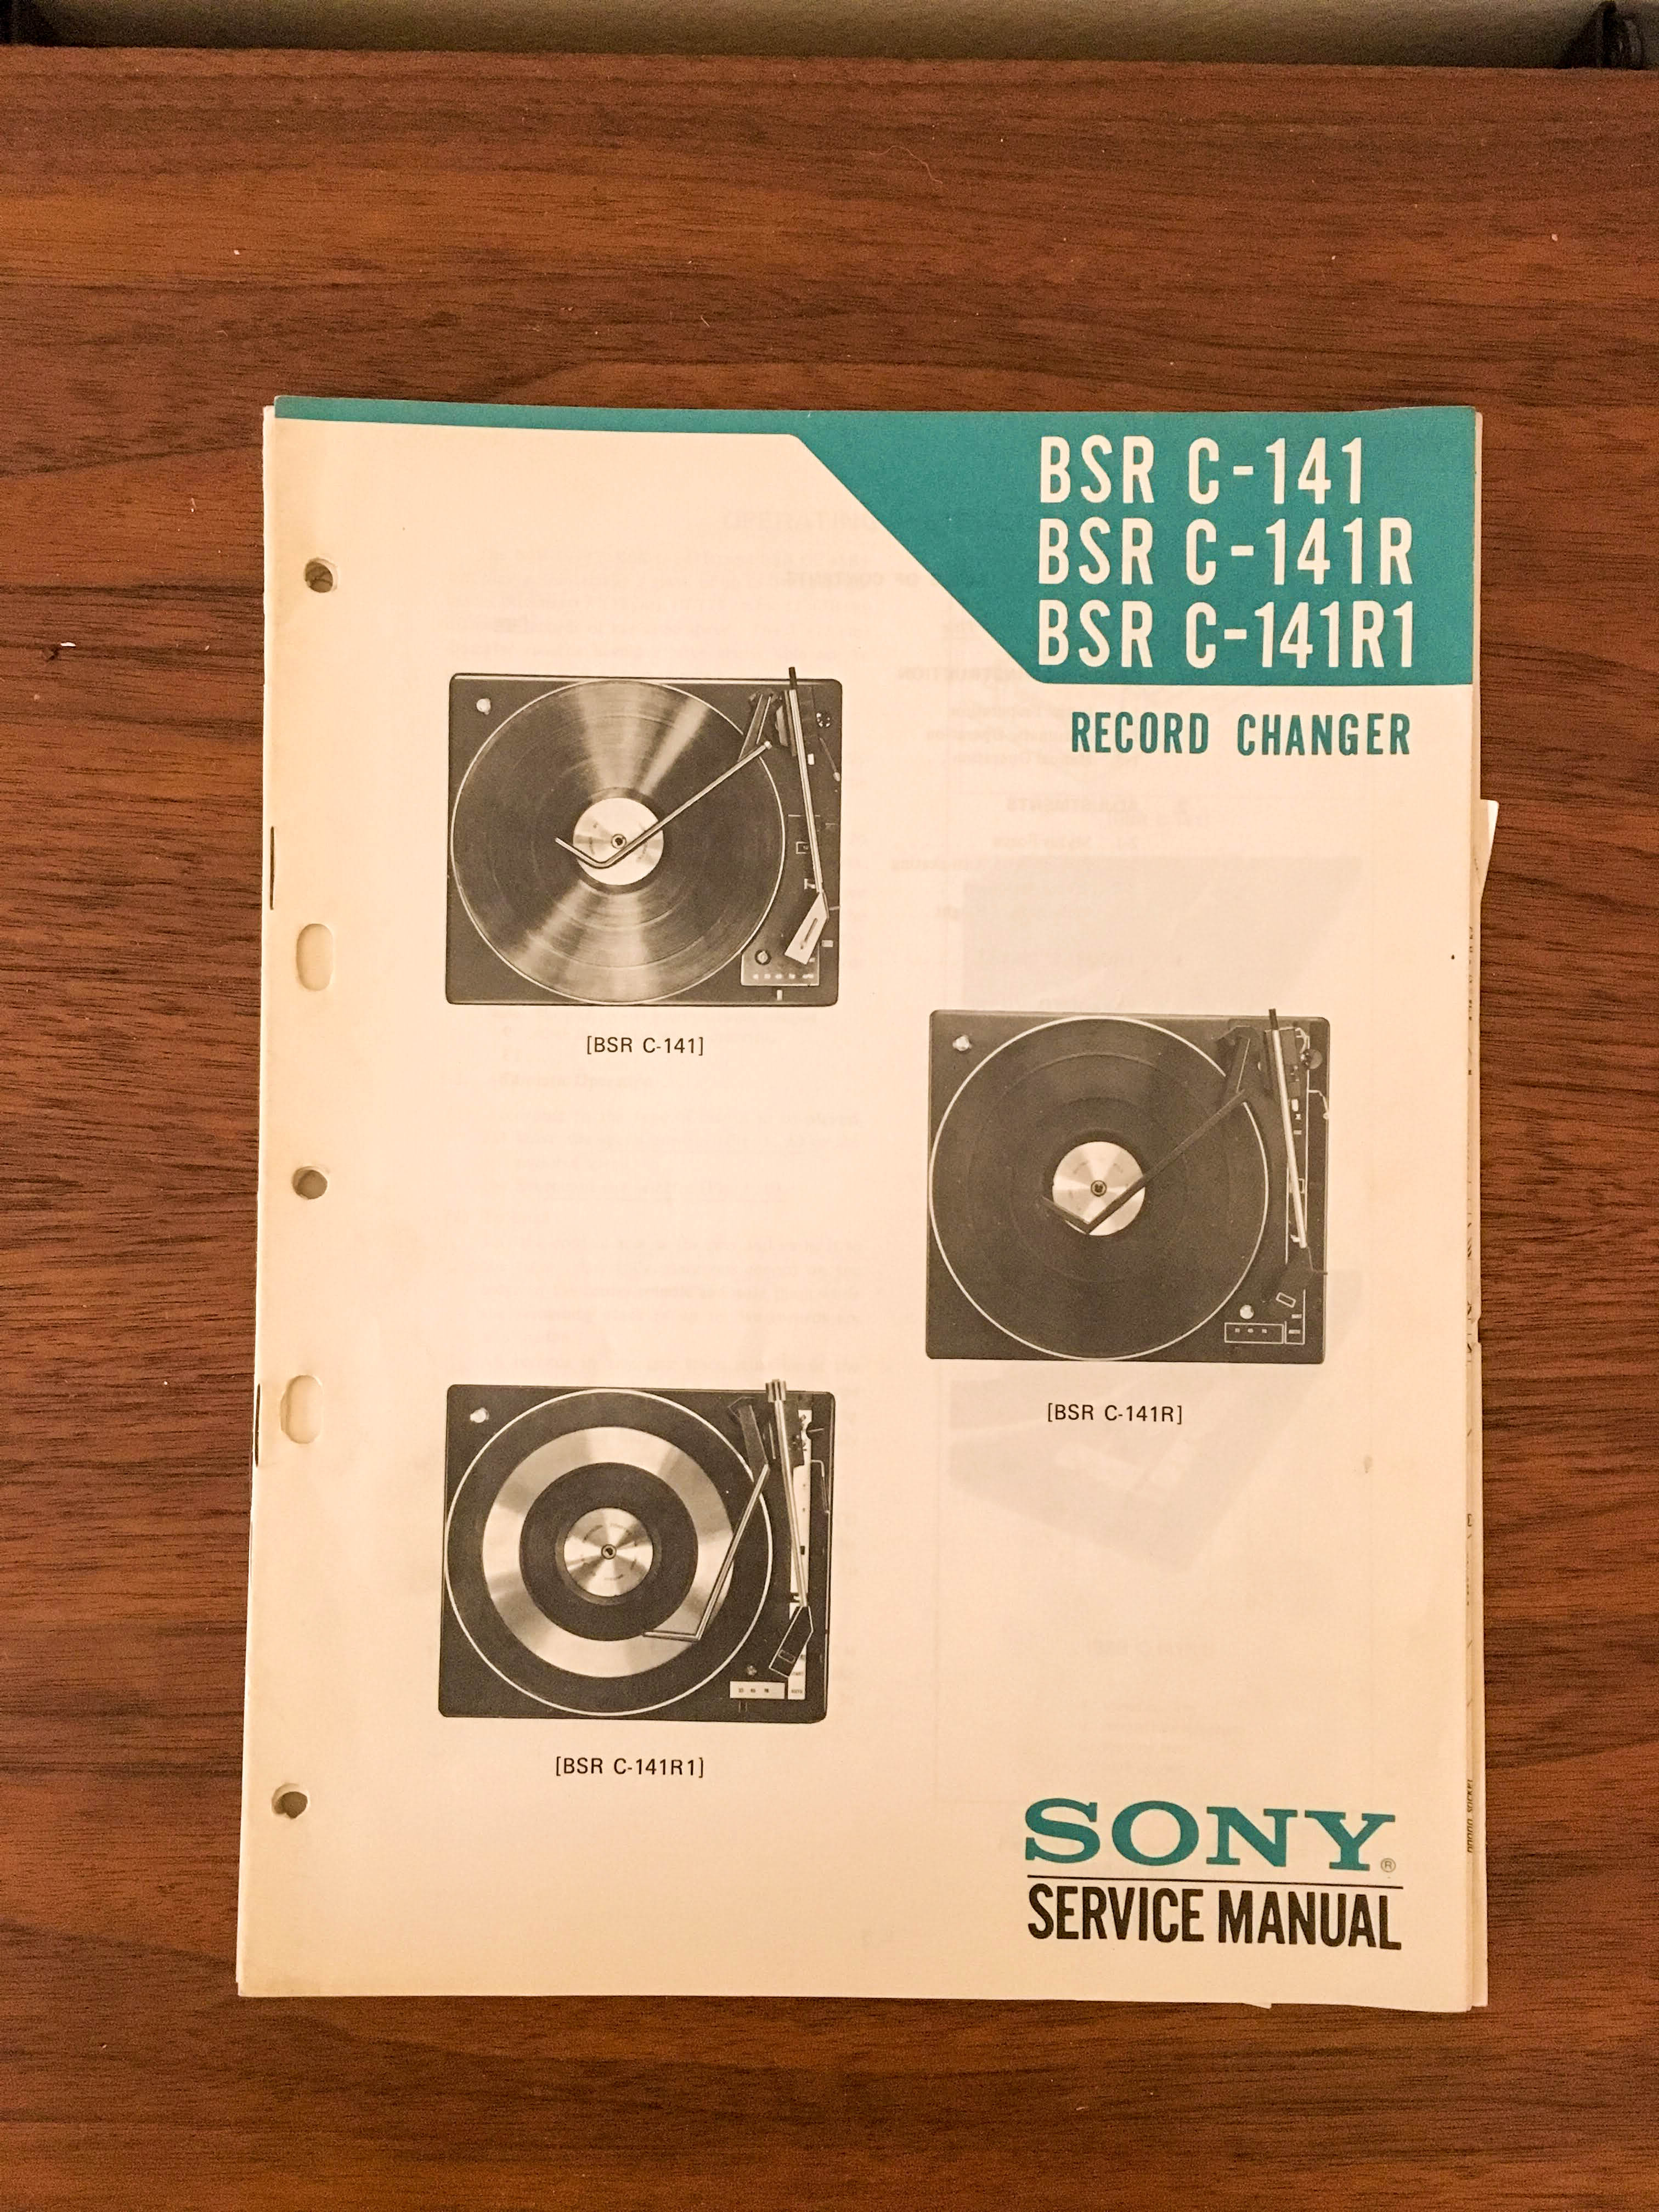 BSR C-141
BSR C-141R
BSR C-141R1
RECORD CHANGER
[BSR C-141]
[BSR C-141R]
[BSR C-141R1]
SONY®
SERVICE MANUAL